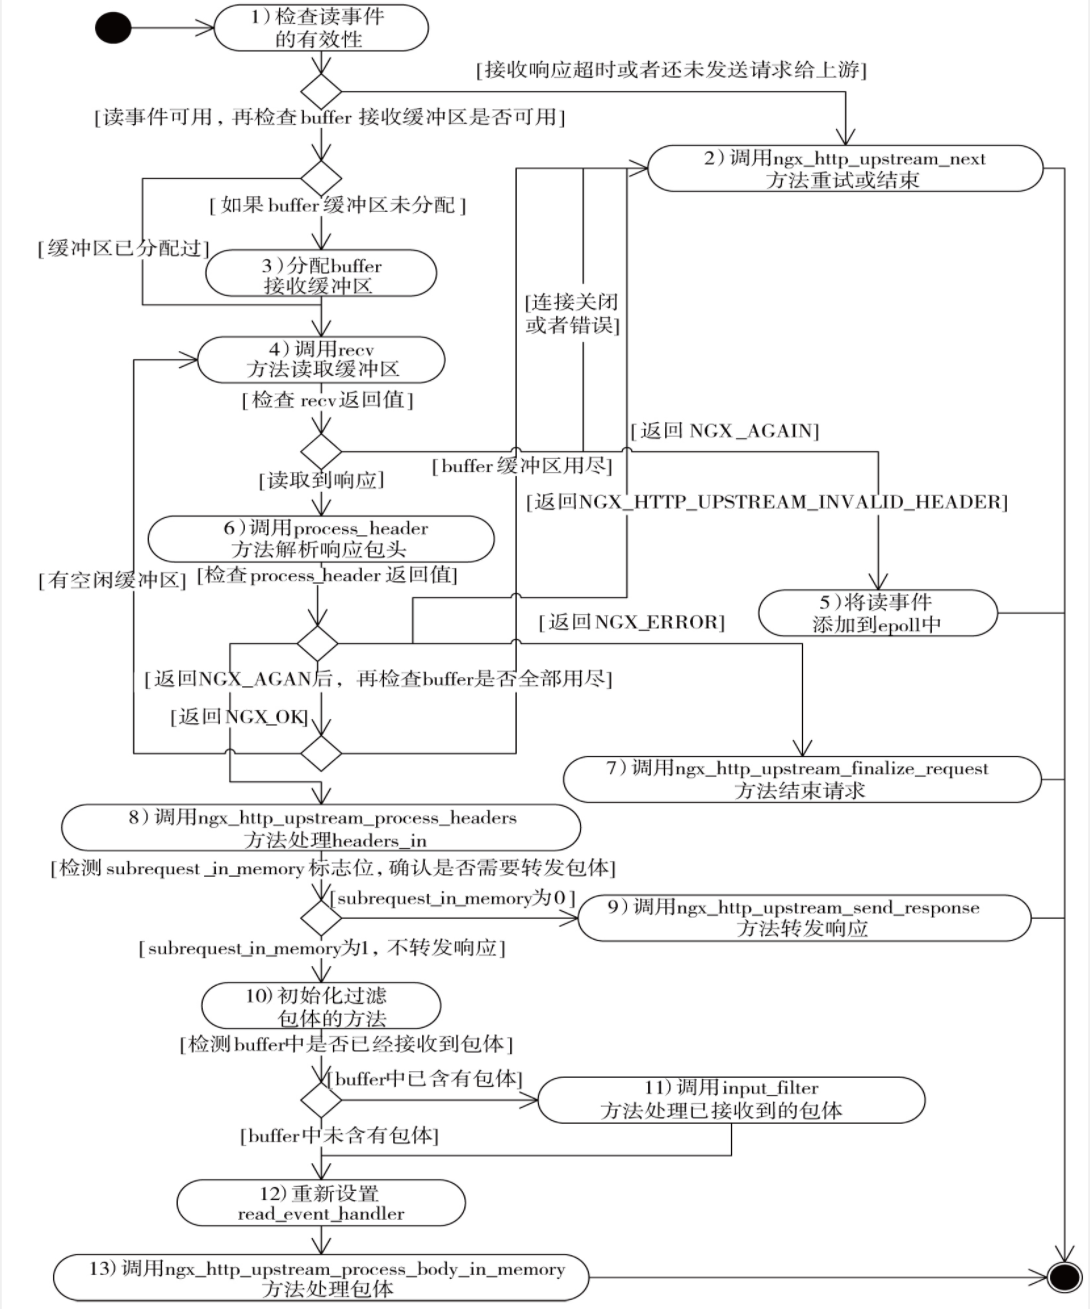 1）检查读事件
的有效性
[接收响应超时或者还未发送请求给上游]
[读事件可用，再检查buffer 接收缓冲区是否可用]
2）调用ngx_http_upstream_next
方法重试或结束
[如果buffer缓冲区未分配]
[缓冲区已分配过]
3）分配buffer
接收缓冲区
[连接关闭
或者错误]
4）调用recv
方法读取缓冲区
[检查 recv返回值]
[返回 NGX_AGAIN]
[buffer 缓冲区用尽]
[读取到响应]
[返回NGX_HTTP_UPSTREAM_INVALID_HEADER]
6）调用process_header
方法解析响应包头
[有空闲缓冲区]
[检查process_header 返回值]
5）将读事件
添加到epoll中
[返回NGX_ERROR]
[返回NGX_AGAN后，再检查buffer是否全部用尽]
[返回NGX_OK]
7）调用ngx_http_upstream_finalize_request
方法结束请求
8）调用ngx_http_upstream_process_headers
方法处理headers_in
[检测 subrequest_in_memory 标志位，确认是否需要转发包体]
[subrequest_in_memory为0]
9）调用ngx_http_upstream_send_response
方法转发响应
[subrequest_in_memory为1，不转发响应]
10）初始化过滤
包体的方法
[检测buffer中是否已经接收到包体]
[buffer中已含有包体]
11）调用input_filter
方法处理已接收到的包体
[buffer中未含有包体]
12）重新设置
read_event_handler
13）调用ngx_http_upstream_process_body_in_memory
方法处理包体